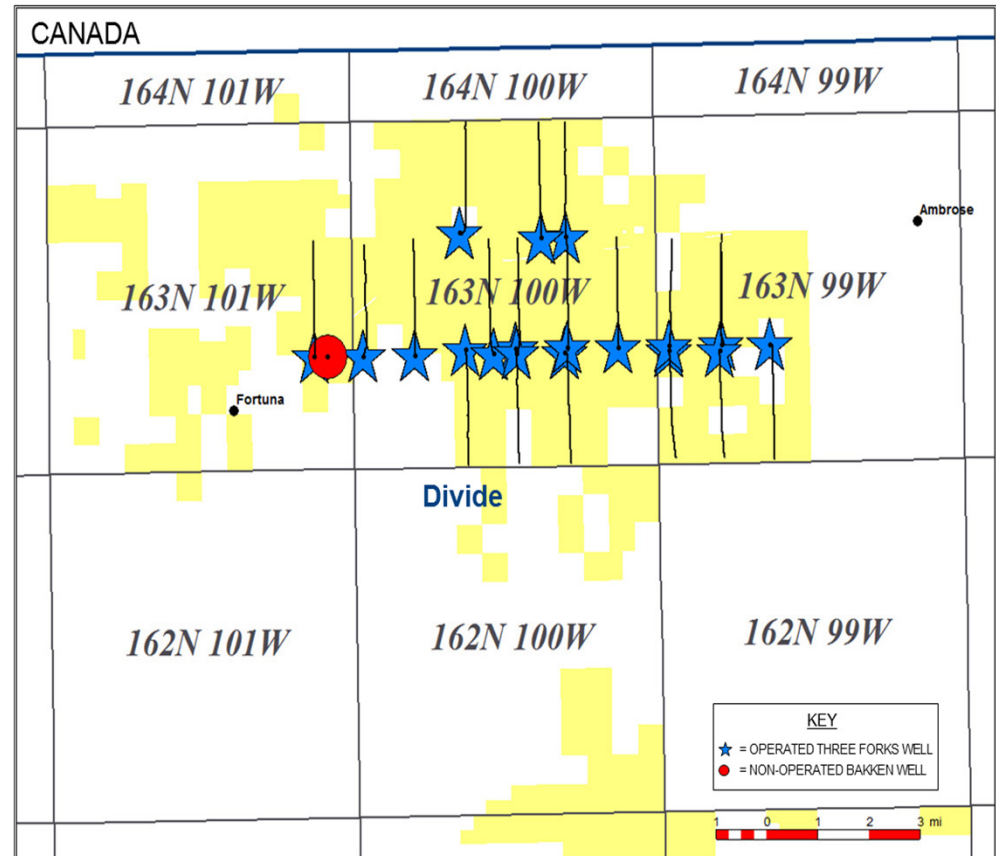 CANADA
164N 101W
164N 100W
164N 99W
Ambrose
163N 101W
163N 100W
163N 99W
Fortuna
Divide
162N 101W
162N 100W
162N 99W
KEY
= OPERATED THREE FORKS WELL
= NON-OPERATED BAKKEN WELL
1 0 1 2 3 mi